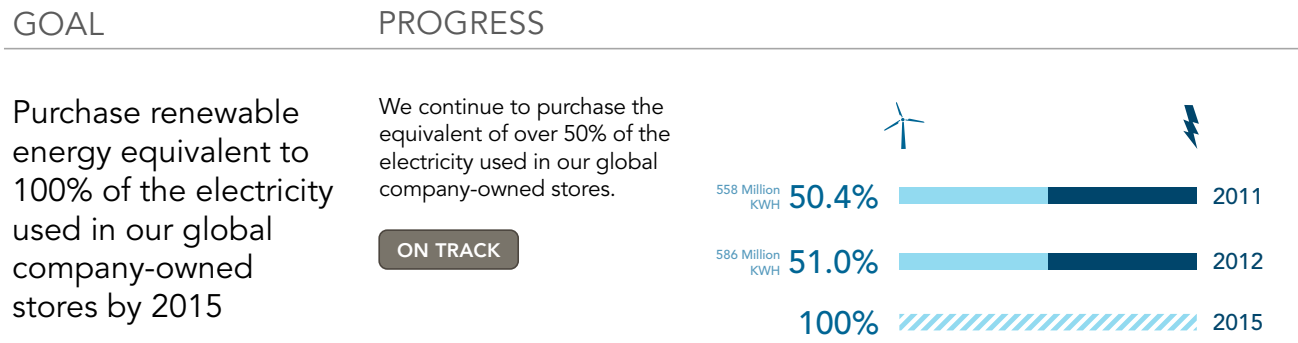 GOAL
PROGRESS
Purchase renewable
energy equivalent to
100% of the electricity
used in our global
company-owned
stores by 2015
We continue to purchase the
equivalent of over 50% of the
electricity used in our global
company-owned stores.
ON TRACK
558 Million
KWH
50.4%
2011
586 Million
KWH
51.0%
2012
100%
2015